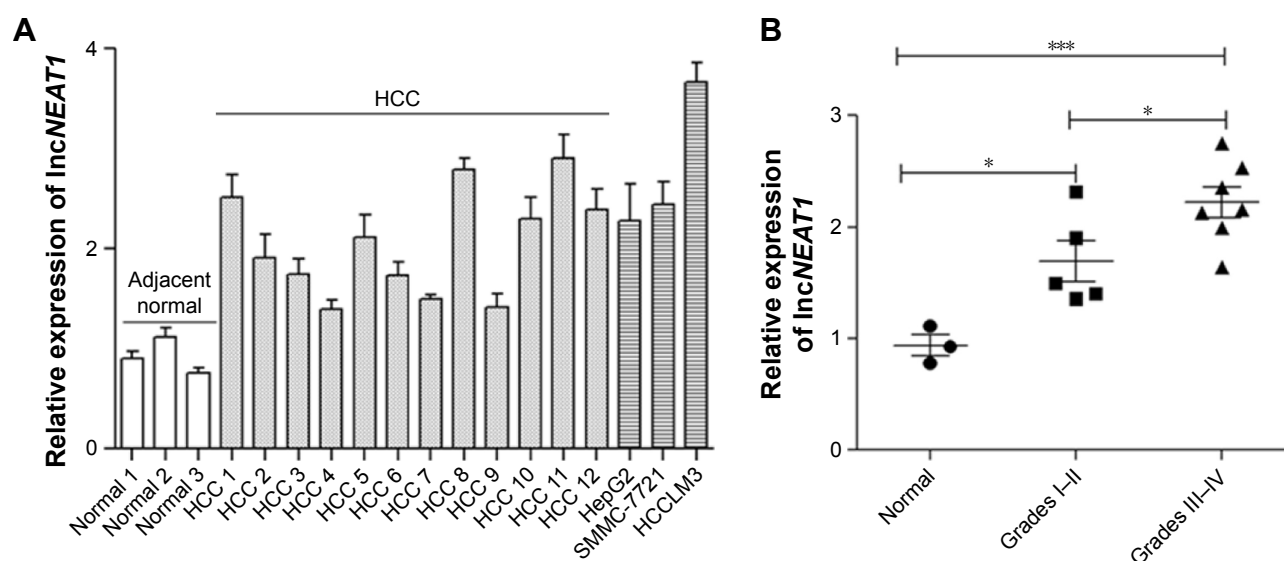 A
Relative expression of lncNEAT1
4
2
0
Adjacent
normal
HCC
Normal 1
Normal 2
Normal 3
HCC 1
HCC 2
HCC 3
HCC 4
HCC 5
HCC 6
HCC 7
HCC 8
HCC 9
HCC 10
HCC 11
HCC 12
HepG2
SMMC-7721
HCCLM3
B
Relative expression
of lncNEAT1
3
2
1
0
***
*
*
Normal
Grades I–II
Grades III–IV